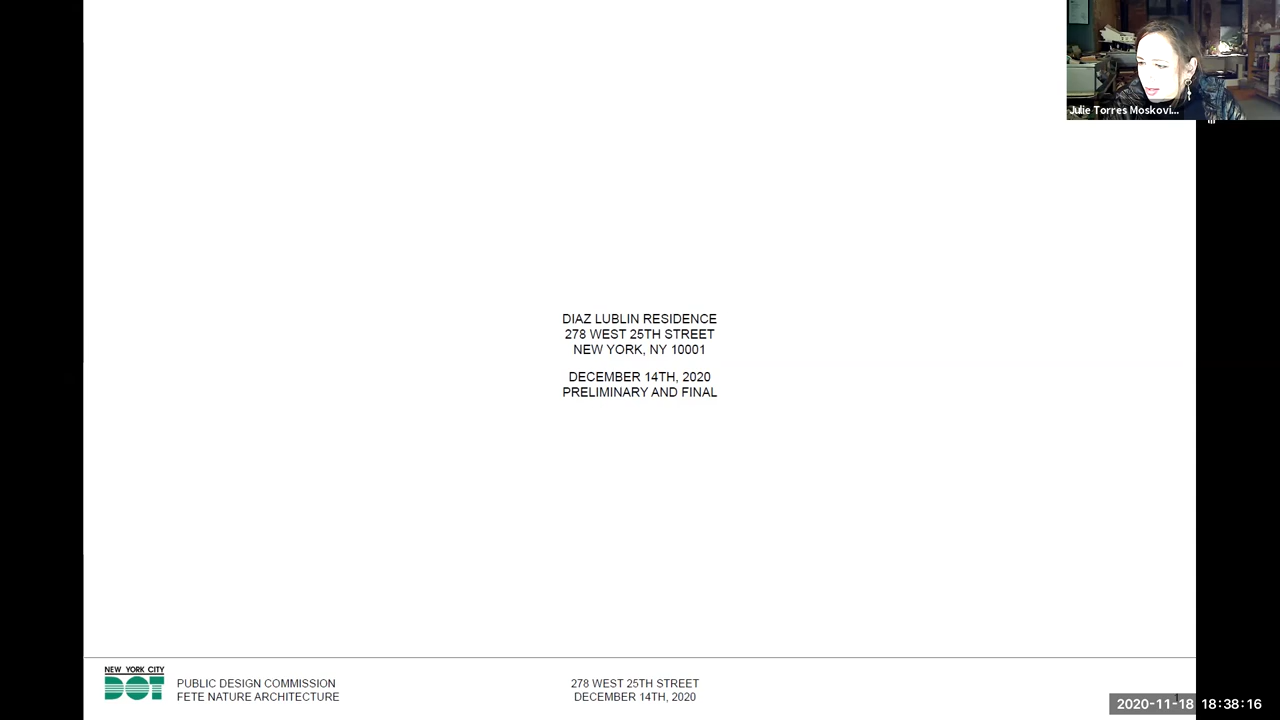 Julie Torres Moskovi...
DIAZ LUBLIN RESIDENCE
278 WEST 25TH STREET
NEW YORK, NY 10001
DECEMBER 14TH, 2020
PRELIMINARY AND FINAL
NEW YORK CITY
DOT
PUBLIC DESIGN COMMISSION
FETE NATURE ARCHITECTURE
278 WEST 25TH STREET
DECEMBER 14TH, 2020
1
2020-11-18 18:38:16